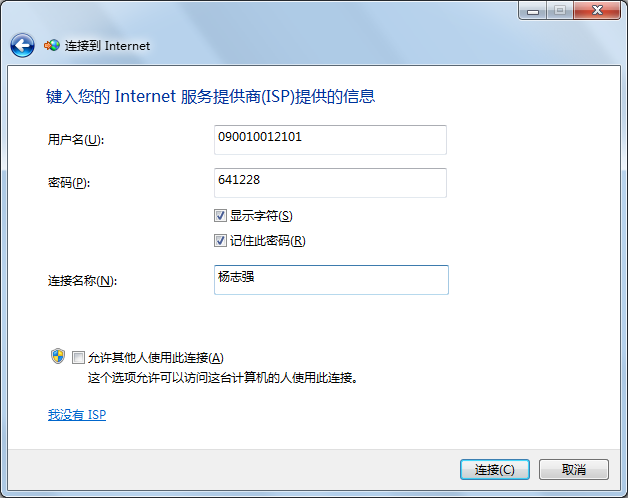 连接到 Internet
键入您的 Internet 服务提供商(ISP)提供的信息
用户名(U):
090010012101
密码(P):
641228
显示字符(S)
记住此密码(R)
连接名称(N):
杨志强
允许其他人使用此连接(A)
这个选项允许可以访问这台计算机的人使用此连接。
我没有 ISP
连接(C)
取消